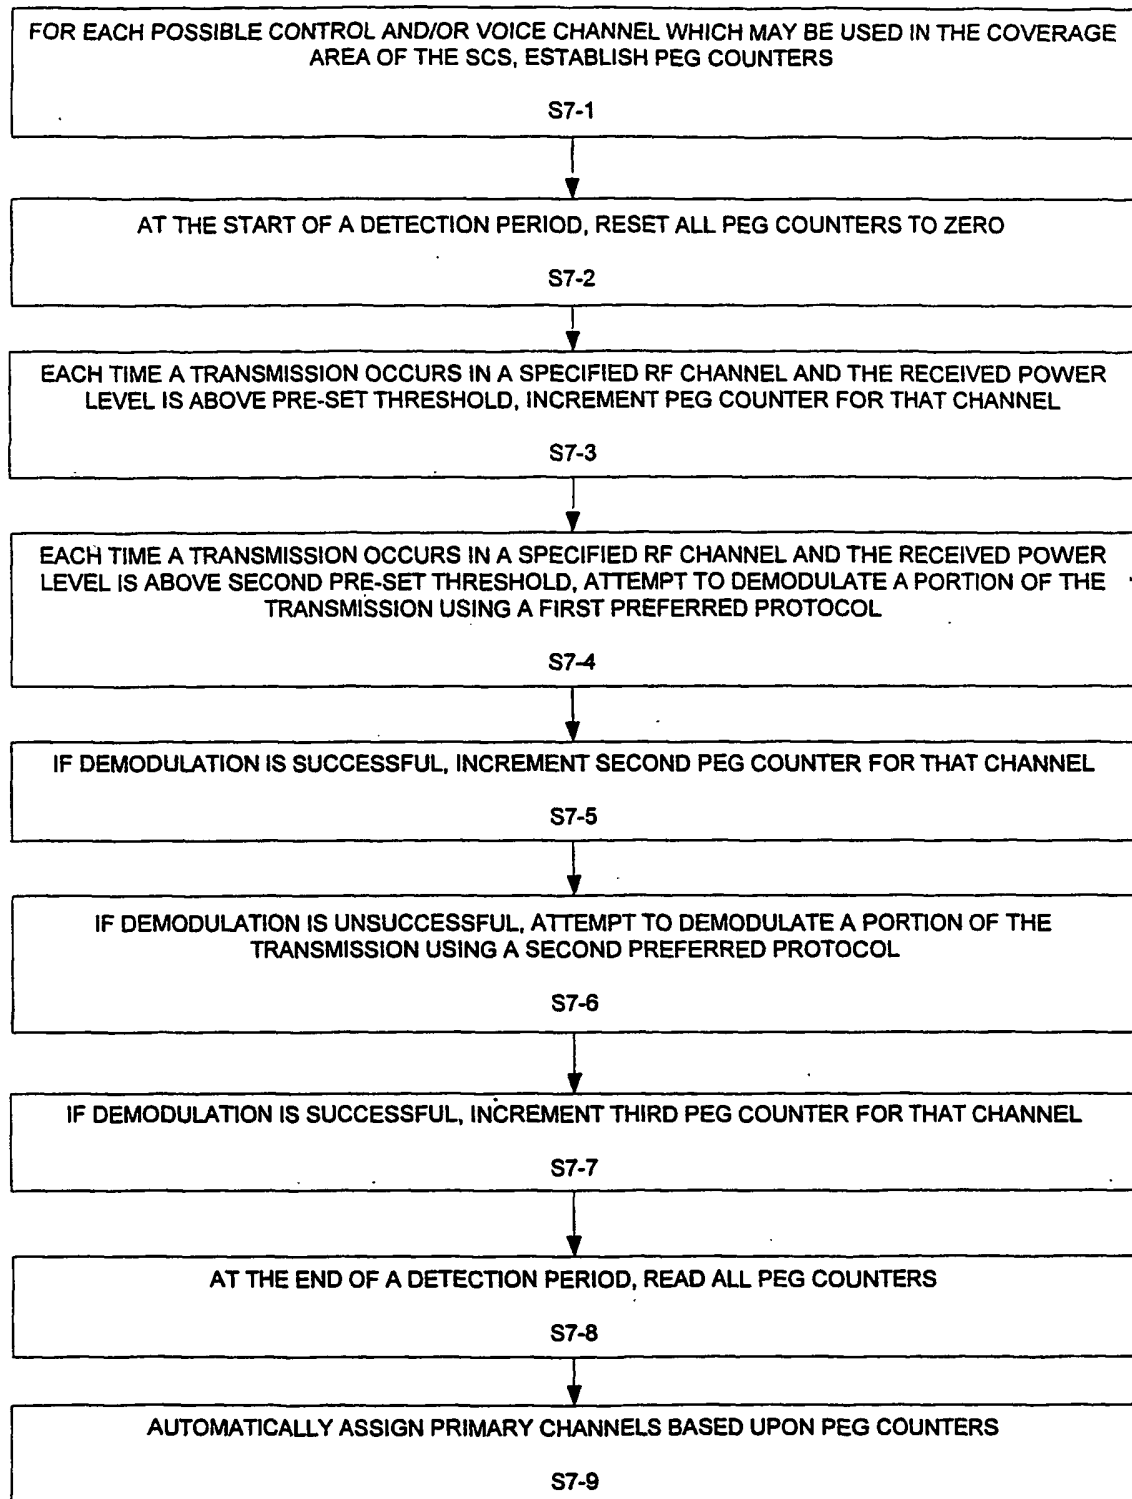 FOR EACH POSSIBLE CONTROL AND/OR VOICE CHANNEL WHICH MAY BE USED IN THE COVERAGE
AREA OF THE SCS, ESTABLISH PEG COUNTERS
S7-1
AT THE START OF A DETECTION PERIOD, RESET ALL PEG COUNTERS TO ZERO
S7-2
EACH TIME A TRANSMISSION OCCURS IN A SPECIFIED RF CHANNEL AND THE RECEIVED POWER
LEVEL IS ABOVE PRE-SET THRESHOLD, INCREMENT PEG COUNTER FOR THAT CHANNEL
S7-3
EACH TIME A TRANSMISSION OCCURS IN A SPECIFIED RF CHANNEL AND THE RECEIVED POWER
LEVEL IS ABOVE SECOND PRE-SET THRESHOLD, ATTEMPT TO DEMODULATE A PORTION OF THE
TRANSMISSION USING A FIRST PREFERRED PROTOCOL
S7-4
IF DEMODULATION IS SUCCESSFUL, INCREMENT SECOND PEG COUNTER FOR THAT CHANNEL
S7-5
IF DEMODULATION IS UNSUCCESSFUL, ATTEMPT TO DEMODULATE A PORTION OF THE
TRANSMISSION USING A SECOND PREFERRED PROTOCOL
S7-6
IF DEMODULATION IS SUCCESSFUL, INCREMENT THIRD PEG COUNTER FOR THAT CHANNEL
S7-7
AT THE END OF A DETECTION PERIOD, READ ALL PEG COUNTERS
S7-8
AUTOMATICALLY ASSIGN PRIMARY CHANNELS BASED UPON PEG COUNTERS
S7-9